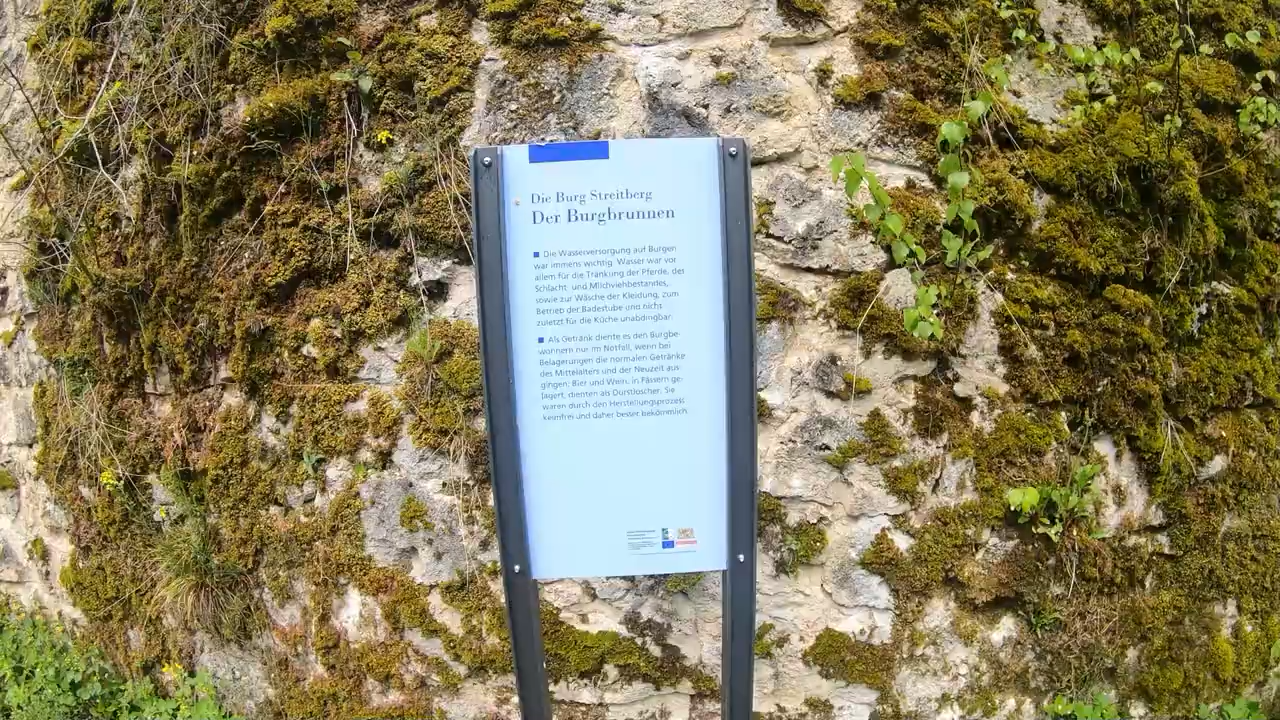 Die Burg Streitberg
Der Burgbrunnen
Die Wasserversorgung auf Burgen
war immens wichtig. Wasser war vor
allem für die Tränkung der Pferde, des
Schlacht- und Milchviehbestandes,
sowie zur Wäsche der Kleidung, zum
Betrieb der Badestube und nicht
zuletzt für die Küche unabdingbar.
Als Getränk diente es den Burgbe-
wohnern nur im Notfall, wenn bei
Belagerungen die normalen Getränke
des Mittelalters und der Neuzeit aus-
gingen: Bier und Wein, in Fässern ge-
lagert, dienten als Durstlöscher. Sie
waren durch den Herstellungsprozess
keimfrei und daher besser bekömmlich.